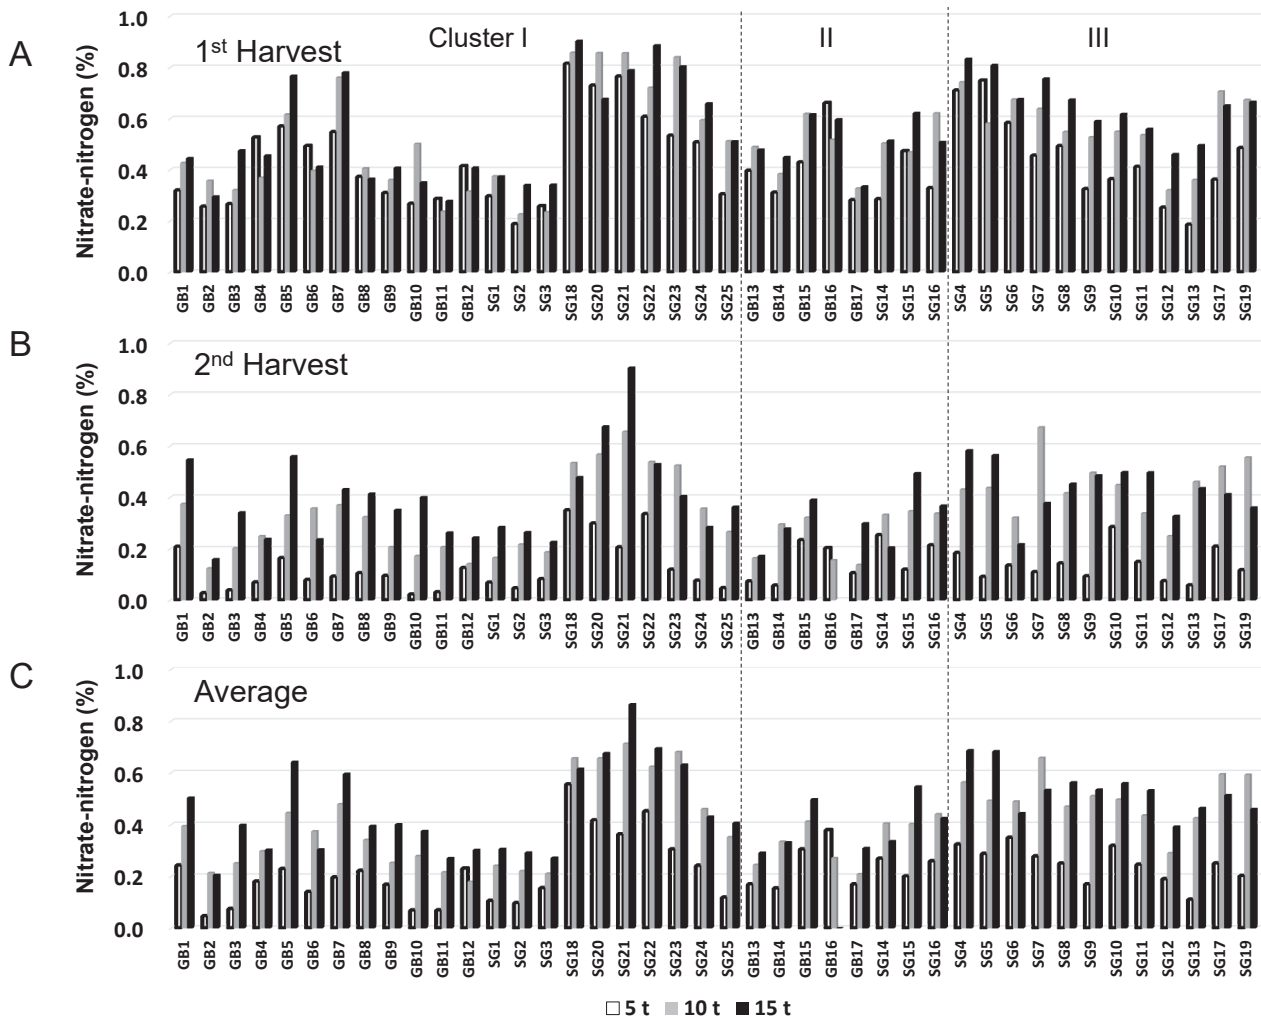 A
1st Harvest
Cluster I
II
III
Nitrate-nitrogen (%)
1.0
0.8
0.6
0.4
0.2
0.0
GB1 GB2 GB3 GB4 GB5 GB6 GB7 GB8 GB9 GB10 GB11 GB12 SG1 SG2 SG3 SG18 SG20 SG21 SG22 SG23 SG24 SG25 GB13 GB14 GB15 GB16 GB17 SG14 SG15 SG16 SG4 SG5 SG6 SG7 SG8 SG9 SG10 SG11 SG12 SG13 SG17 SG19
B
2nd Harvest
Nitrate-nitrogen (%)
1.0
0.8
0.6
0.4
0.2
0.0
GB1 GB2 GB3 GB4 GB5 GB6 GB7 GB8 GB9 GB10 GB11 GB12 SG1 SG2 SG3 SG18 SG20 SG21 SG22 SG23 SG24 SG25 GB13 GB14 GB15 GB16 GB17 SG14 SG15 SG16 SG4 SG5 SG6 SG7 SG8 SG9 SG10 SG11 SG12 SG13 SG17 SG19
C
Average
Nitrate-nitrogen (%)
1.0
0.8
0.6
0.4
0.2
0.0
GB1 GB2 GB3 GB4 GB5 GB6 GB7 GB8 GB9 GB10 GB11 GB12 SG1 SG2 SG3 SG18 SG20 SG21 SG22 SG23 SG24 SG25 GB13 GB14 GB15 GB16 GB17 SG14 SG15 SG16 SG4 SG5 SG6 SG7 SG8 SG9 SG10 SG11 SG12 SG13 SG17 SG19
5 t 10 t 15 t